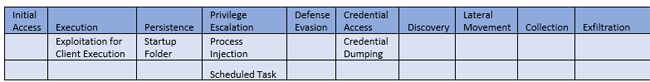 Initial Access Execution Persistence Privilege Escalation Defense Evasion Credential Access Discovery Lateral Movement Collection Exfiltration
Exploitation for Client Execution Startup Folder Process Injection Credential Dumping
Scheduled Task